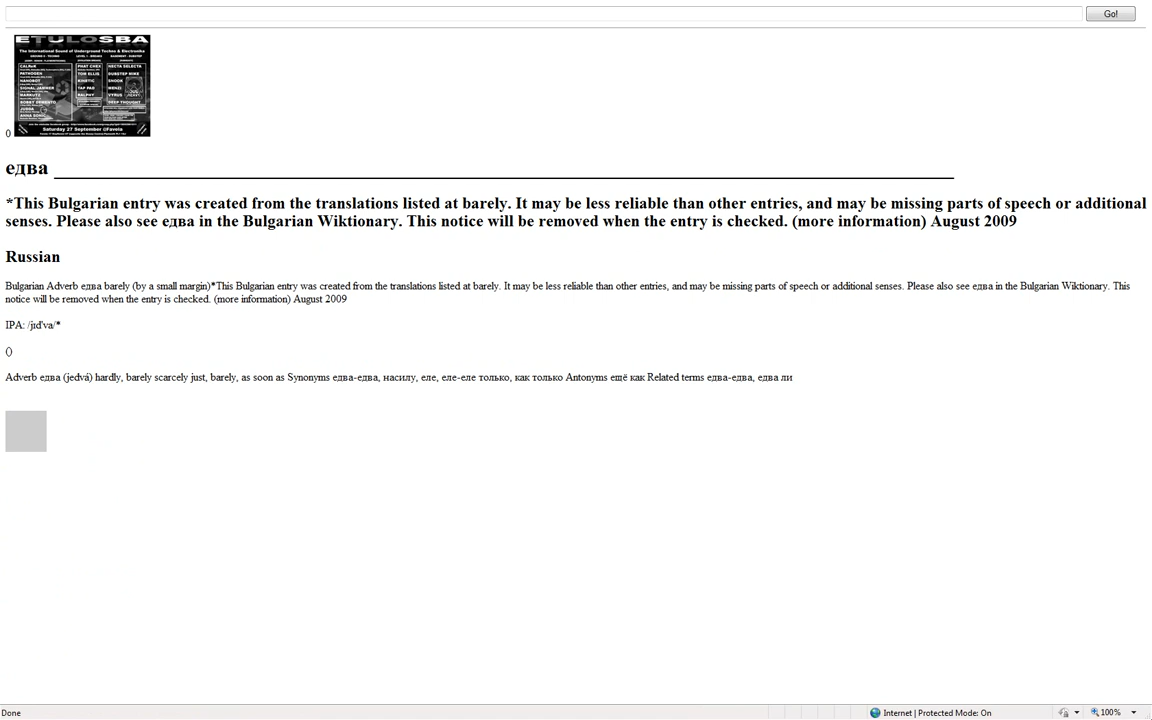 Go!
ETULOSBA
The International Sound of Underground Techno & Electronika
CALPeK
PATHOGEN
NANOBOT
SIGNAL JAMMER
NARKUTZ
BOBBY DEMENTO
JUNGA
ANNA SONIC
PHAT CHEX
TOM ELLIS
KINETIC
TAP PAD
RALPHY
NECTA SELECTA
DUBSTEP MIKE
SHOOK
MENZI
VYRUS
DEEP THOUGHT
Saturday 27 September @Favela
0
едва
*This Bulgarian entry was created from the translations listed at barely. It may be less reliable than other entries, and may be missing parts of speech or additional
senses. Please also see едва in the Bulgarian Wiktionary. This notice will be removed when the entry is checked. (more information) August 2009
Russian
Bulgarian Adverb едва barely (by a small margin)*This Bulgarian entry was created from the translations listed at barely. It may be less reliable than other entries, and may be missing parts of speech or additional senses. Please also see едва in the Bulgarian Wiktionary. This
notice will be removed when the entry is checked. (more information) August 2009
IPA: /jɪd'va/*
()
Adverb едва (jedvá) hardly, barely scarcely just, barely, as soon as Synonyms едва-едва, насилу, еле, еле-еле только, как только Antonyms ещё как Related terms едва-едва, едва ли
Done
Internet | Protected Mode: On
100%